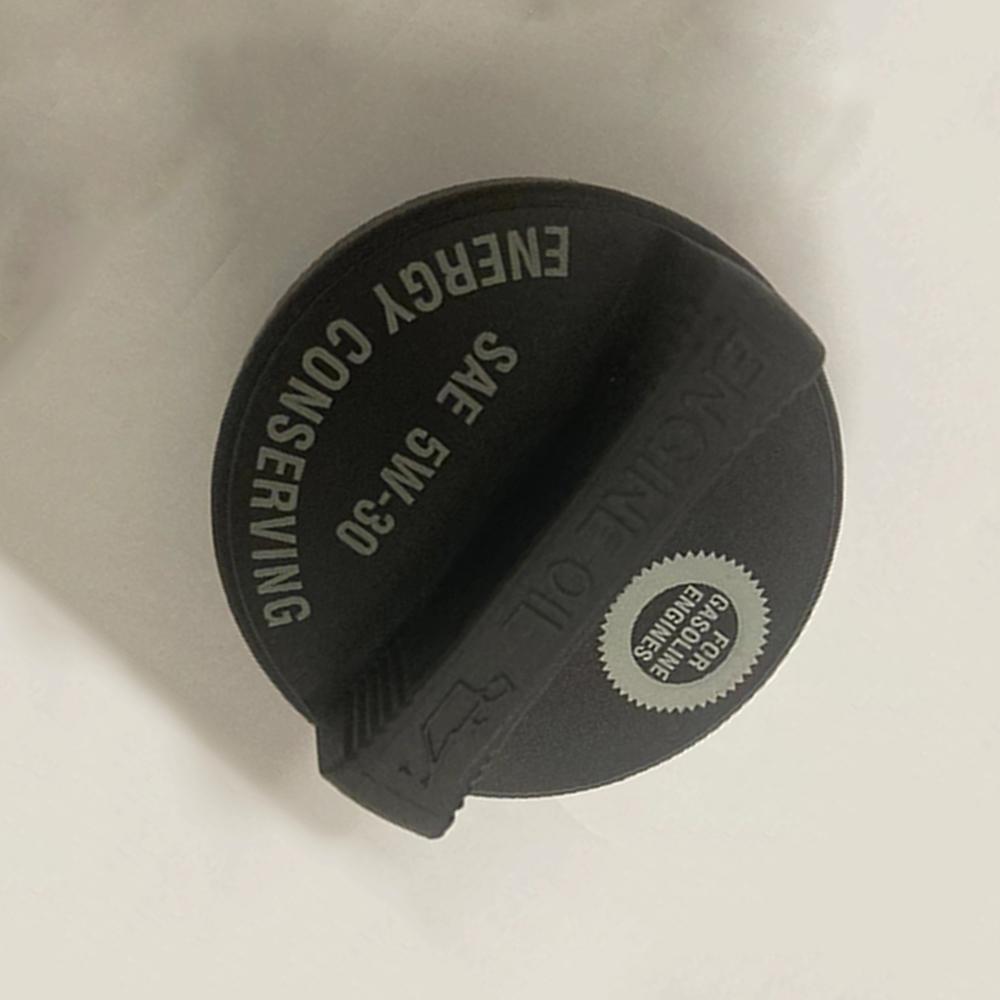 ENGINE OIL
SAE 5W-30
ENERGY CONSERVING
FOR
GASOLINE
ENGINES